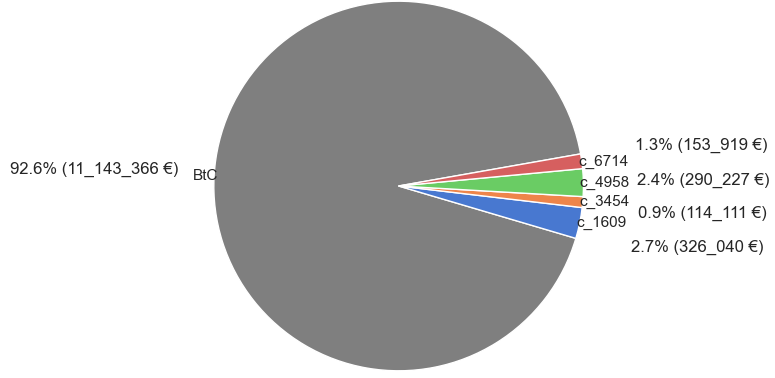 1.3% (153_919 €)
c_6714
92.6% (11_143_366 €)
BtC
c_4958
2.4% (290_227 €)
c_3454
0.9% (114_111 €)
c_1609
2.7% (326_040 €)